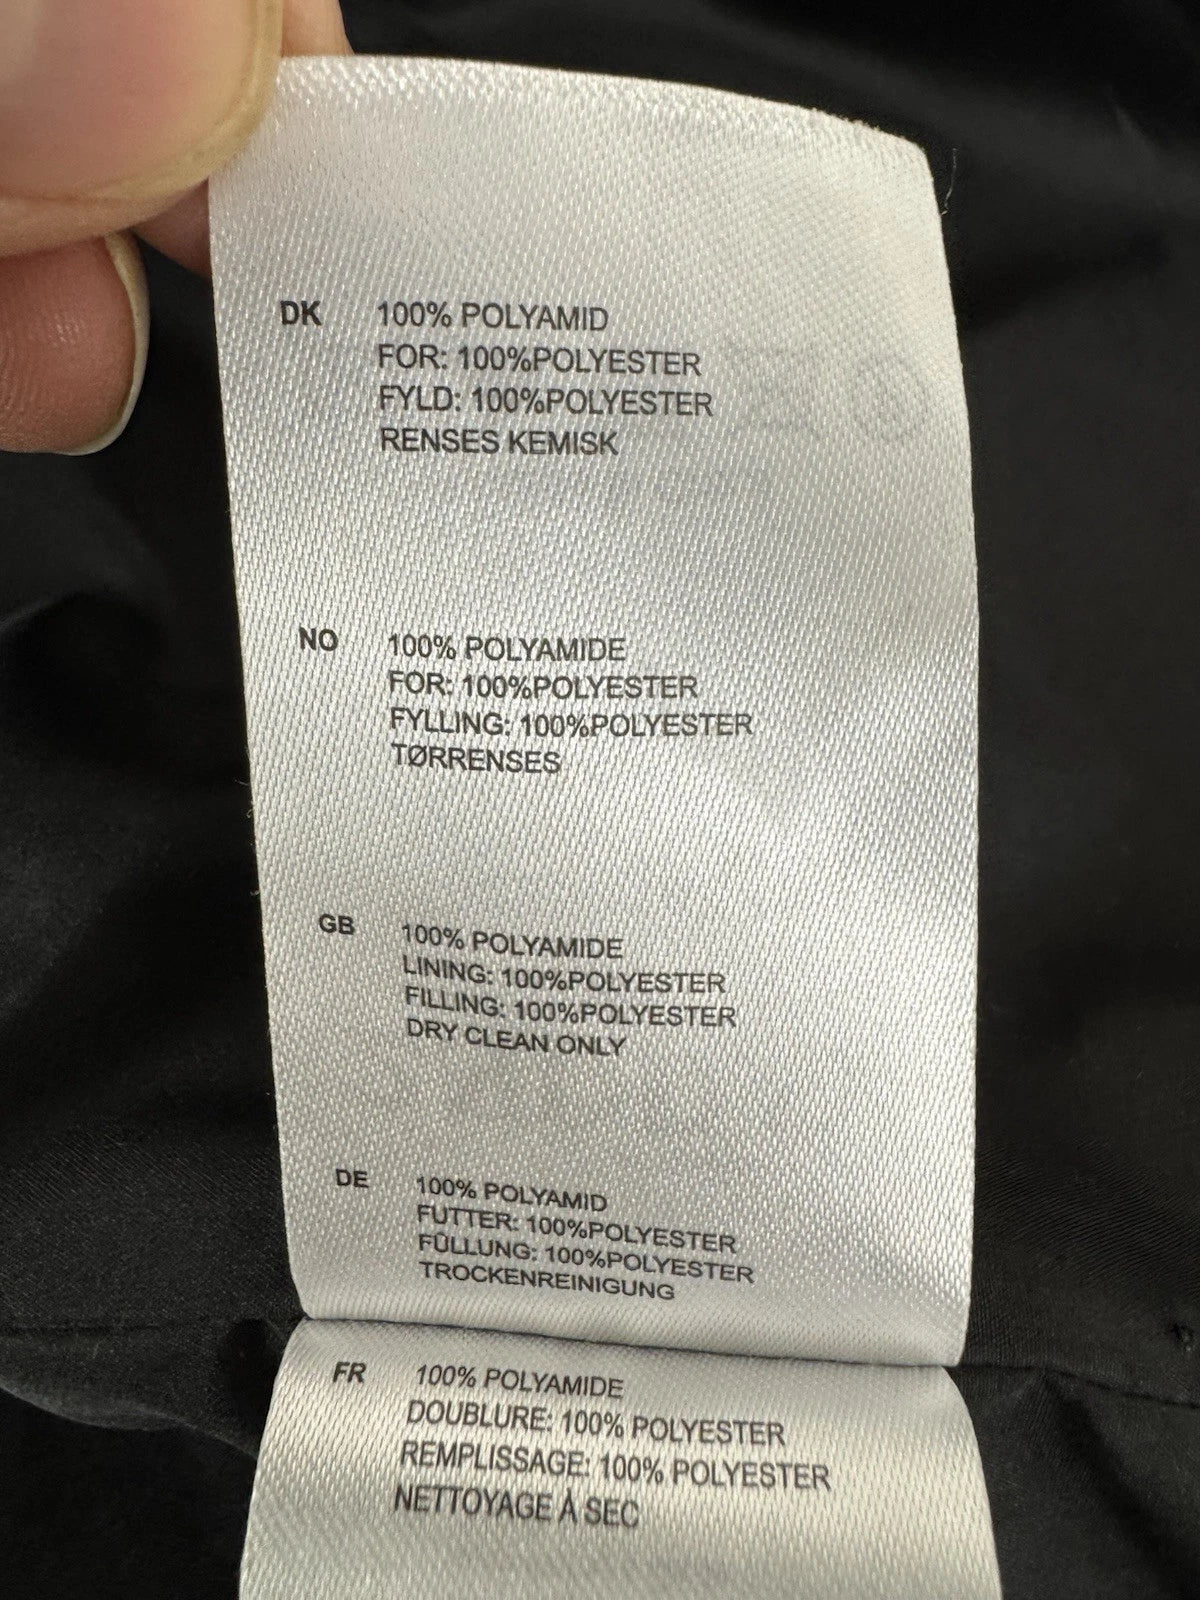 DK 100% POLYAMID
FOR: 100%POLYESTER
FYLD: 100%POLYESTER
RENSES KEMISK
NO 100% POLYAMIDE
FOR: 100%POLYESTER
FYLLING: 100%POLYESTER
TØRRENSES
GB 100% POLYAMIDE
LINING: 100%POLYESTER
FILLING: 100%POLYESTER
DRY CLEAN ONLY
DE 100% POLYAMID
FUTTER: 100%POLYESTER
FÜLLUNG: 100%POLYESTER
TROCKENREINIGUNG
FR 100% POLYAMIDE
DOUBLURE: 100% POLYESTER
REMPLISSAGE: 100% POLYESTER
NETTOYAGE À SEC